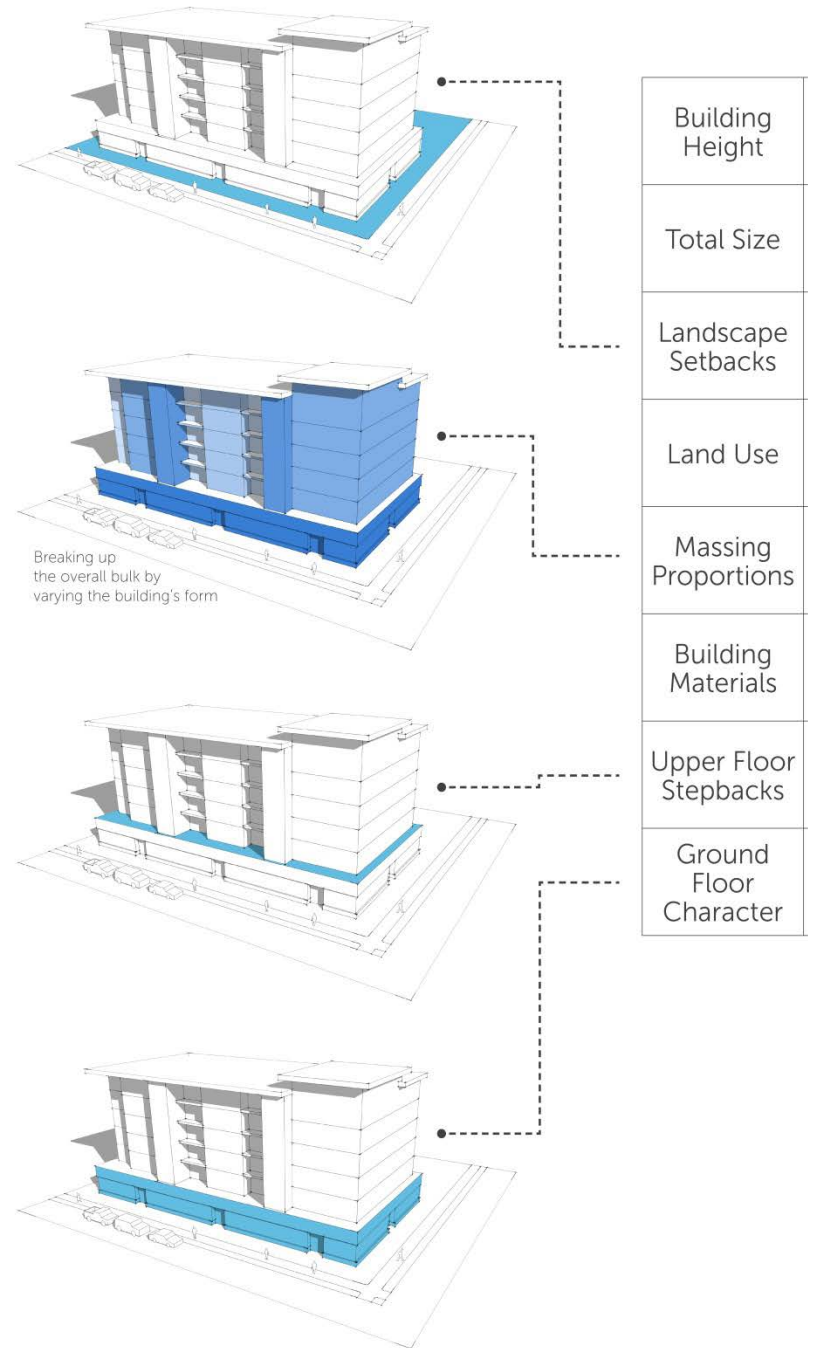 Building
Height
Total Size
Landscape
Setbacks
Land Use
Breaking up
the overall bulk by
varying the building's form
Massing
Proportions
Building
Materials
Upper Floor
Stepbacks
Ground
Floor
Character